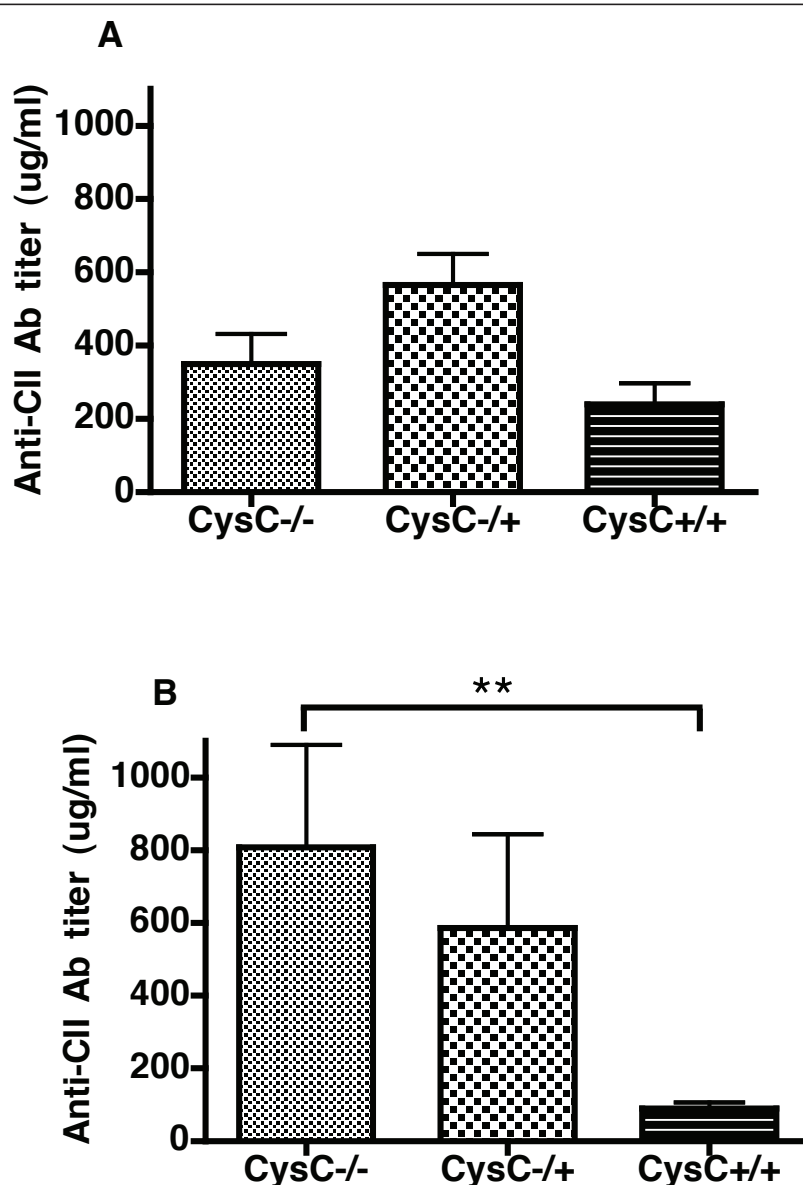 A
Anti-CII Ab titer (ug/ml)
1000
800
600
400
200
0
CysC-/- CysC-/+ CysC+/+
B
**
Anti-CII Ab titer (ug/ml)
1000
800
600
400
200
0
CysC-/- CysC-/+ CysC+/+